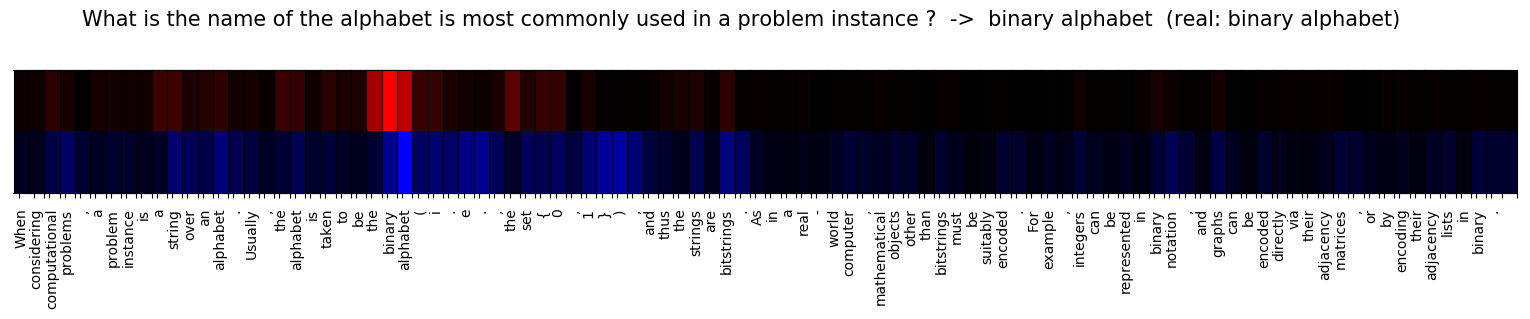 What is the name of the alphabet is most commonly used in a problem instance ? -> binary alphabet (real: binary alphabet)
When considering computational problems , a problem instance is a string over an alphabet . Usually , the alphabet is taken to be the binary alphabet ( i . e . , the set { 0 , 1 } ) , and thus the strings are bitstrings . As in a real - world computer , mathematical objects other than bitstrings must be suitably encoded . For example , integers can be represented in binary notation , and graphs can be encoded directly via their adjacency matrices , or by encoding their adjacency lists in binary .